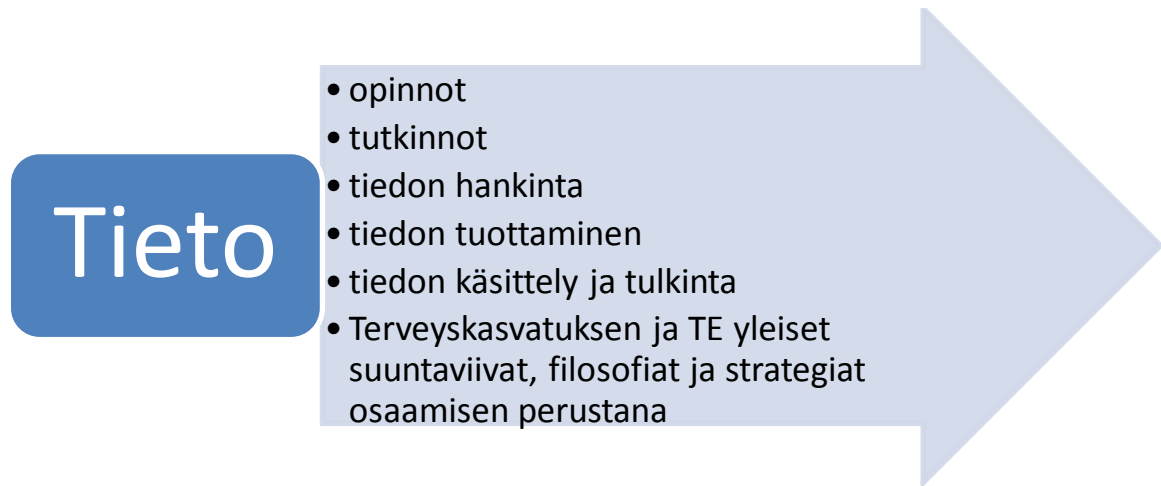 Tieto
• opinnot
• tutkinnot
• tiedon hankinta
• tiedon tuottaminen
• tiedon käsittely ja tulkinta
• Terveyskasvatuksen ja TE yleiset
suuntaviivat, filosofiat ja strategiat
osaamisen perustana